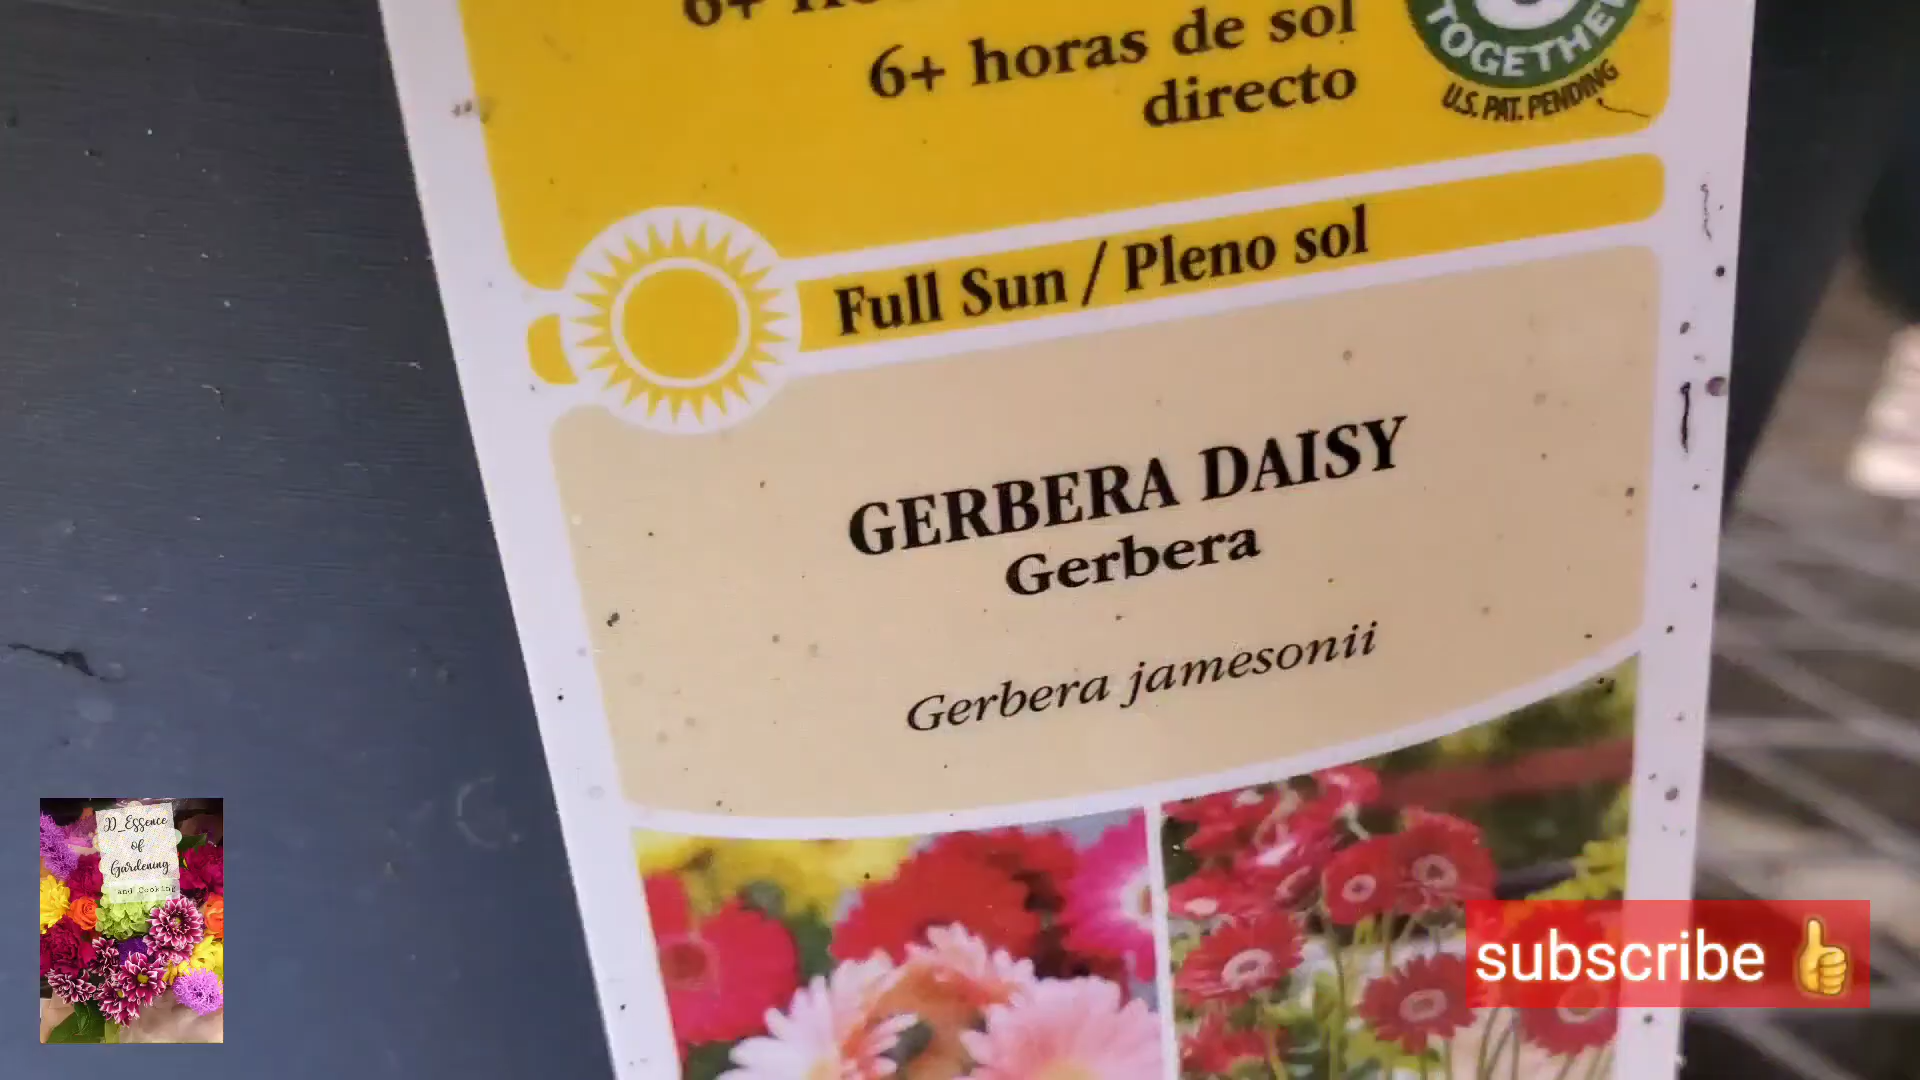 6+ horas de sol
directo
TOGETHER
U.S. PAT. PENDING
Full Sun / Pleno sol
GERBERA DAISY
Gerbera
Gerbera jamesonii
D_Essence
of
Gardening
and Cooking
subscribe